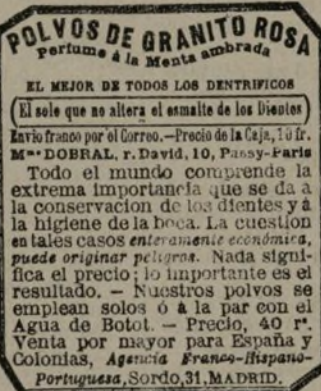 POLVOS DE GRANITO ROSA
Perfume á la Menta ambrada
EL MEJOR DE TODOS LOS DENTRIFICOS
(El solo que no altera el esmalte de los Dientes)
Envio franco por el Correo.—Precio de la Caja, 10 fr.
Mme DOBRAL, r. David, 10, Passy-Paris
Todo el mundo comprende la
extrema importancia que se da a
la conservacion de los dientes y á
la higiene de la boca. La cuestion
en tales casos enteramente económica,
puede originar peligros. Nada signi-
fica el precio; lo importante es el
resultado. — Nuestros polvos se
emplean solos ó á la par con el
Agua de Botot. — Precio, 40 rs.
Venta por mayor para España y
Colonias, Agencia Franco-Hispano-
Portuguesa, Sordo, 31, MADRID.